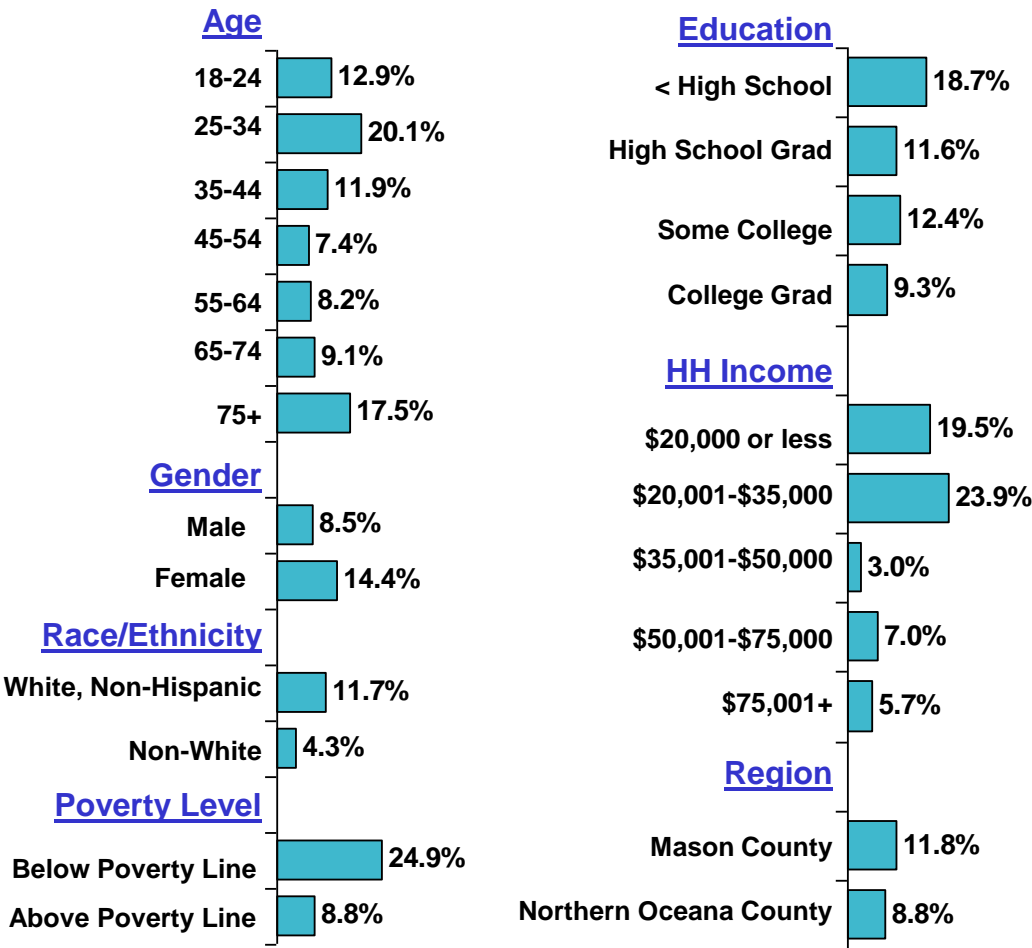 Age
18-24 12.9%
25-34 20.1%
35-44 11.9%
45-54 7.4%
55-64 8.2%
65-74 9.1%
75+ 17.5%
Gender
Male 8.5%
Female 14.4%
Race/Ethnicity
White, Non-Hispanic 11.7%
Non-White 4.3%
Poverty Level
Below Poverty Line 24.9%
Above Poverty Line 8.8%
Education
< High School 18.7%
High School Grad 11.6%
Some College 12.4%
College Grad 9.3%
HH Income
$20,000 or less 19.5%
$20,001-$35,000 23.9%
$35,001-$50,000 3.0%
$50,001-$75,000 7.0%
$75,001+ 5.7%
Region
Mason County 11.8%
Northern Oceana County 8.8%